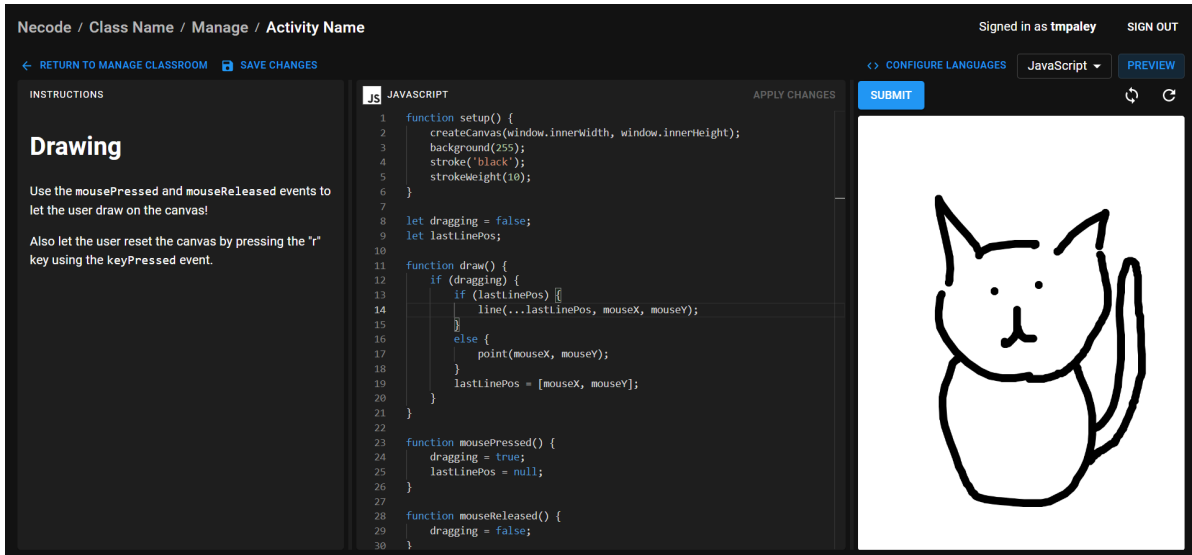 Necode / Class Name / Manage / Activity Name
Signed in as tmpaley
SIGN OUT
RETURN TO MANAGE CLASSROOM
SAVE CHANGES
<> CONFIGURE LANGUAGES
JavaScript
PREVIEW
INSTRUCTIONS
Drawing
Use the mousePressed and mouseReleased events to
let the user draw on the canvas!
Also let the user reset the canvas by pressing the "r"
key using the keyPressed event.
JS JAVASCRIPT
APPLY CHANGES
1 function setup() {
2     createCanvas(window.innerWidth, window.innerHeight);
3     background(255);
4     stroke('black');
5     strokeWeight(10);
6 }
7
8 let dragging = false;
9 let lastLinePos;
10
11 function draw() {
12     if (dragging) {
13         if (lastLinePos) {
14             line(...lastLinePos, mouseX, mouseY);
15         }
16         else {
17             point(mouseX, mouseY);
18         }
19         lastLinePos = [mouseX, mouseY];
20     }
21 }
22
23 function mousePressed() {
24     dragging = true;
25     lastLinePos = null;
26 }
27
28 function mouseReleased() {
29     dragging = false;
30 }
SUBMIT